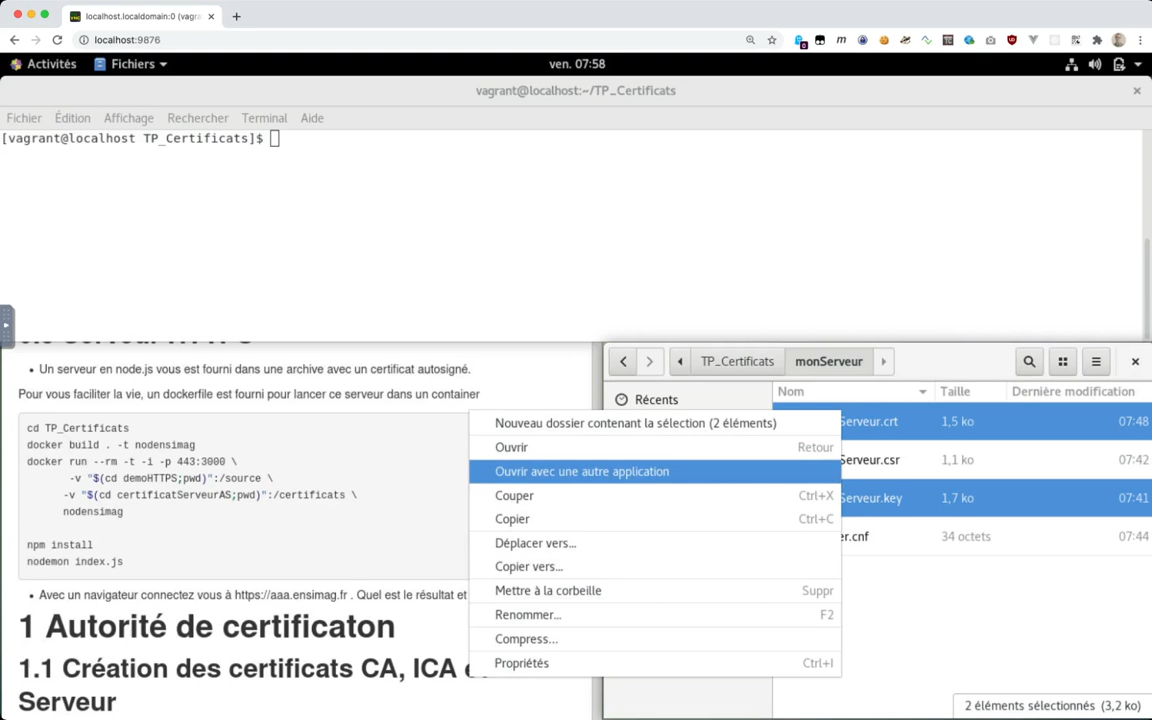 localhost.localdomain:0 (vagra
localhost:9876
Activités Fichiers ven. 07:58
vagrant@localhost:~/TP_Certificats
Fichier Édition Affichage Rechercher Terminal Aide
[vagrant@localhost TP_Certificats]$
• Un serveur en node.js vous est fourni dans une archive avec un certificat autosigné.
Pour vous faciliter la vie, un dockerfile est fourni pour lancer ce serveur dans un container
cd TP_Certificats
docker build . -t nodensimag
docker run --rm -t -i -p 443:3000 \
-v "$(cd demoHTTPS;pwd)":/source \
-v "$(cd certificatServeurAS;pwd)":/certificats \
nodensimag
npm install
nodemon index.js
• Avec un navigateur connectez vous à https://aaa.ensimag.fr . Quel est le résultat et
1 Autorité de certificaton
1.1 Création des certificats CA, ICA e
Serveur
TP_Certificats monServeur
Récents
Nom Taille Dernière modification
Serveur.crt 1,5 ko 07:48
Serveur.csr 1,1 ko 07:42
Serveur.key 1,7 ko 07:41
er.cnf 34 octets 07:44
Nouveau dossier contenant la sélection (2 éléments)
Ouvrir Retour
Ouvrir avec une autre application
Couper Ctrl+X
Copier Ctrl+C
Déplacer vers...
Copier vers...
Mettre à la corbeille Suppr
Renommer... F2
Compress...
Propriétés Ctrl+I
2 éléments sélectionnés (3,2 ko)